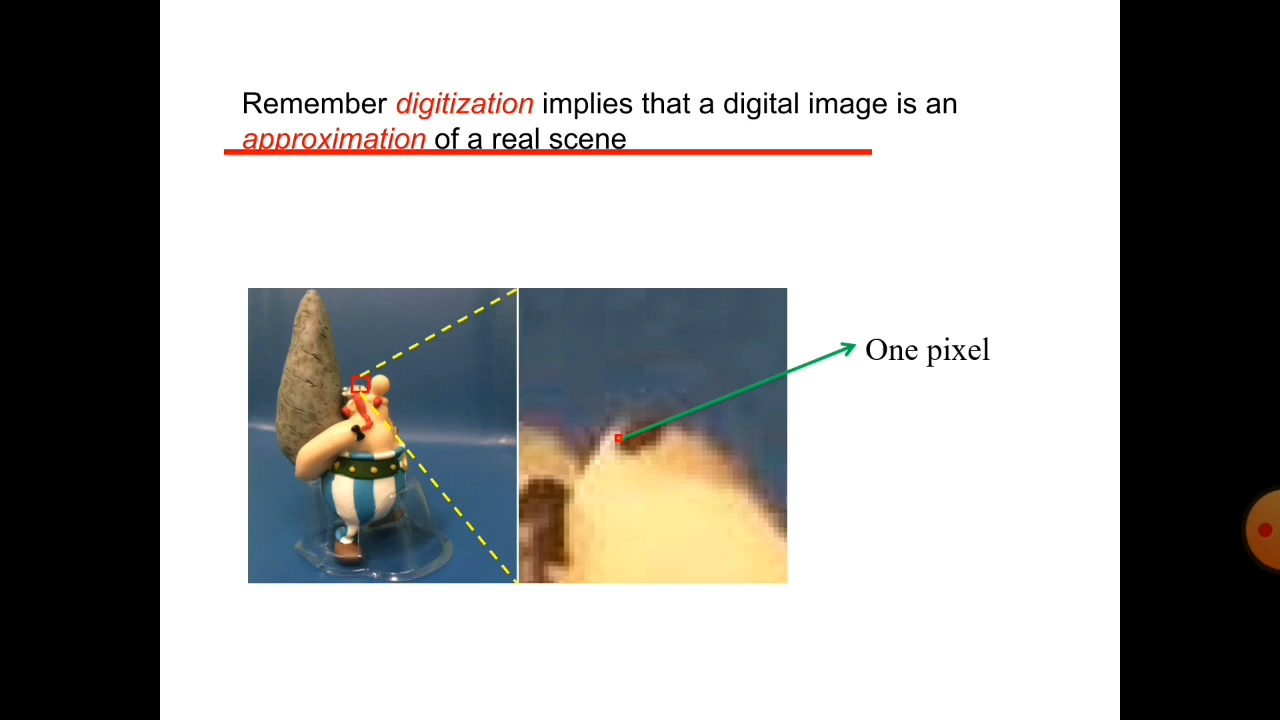 Remember digitization implies that a digital image is an
approximation of a real scene
One pixel